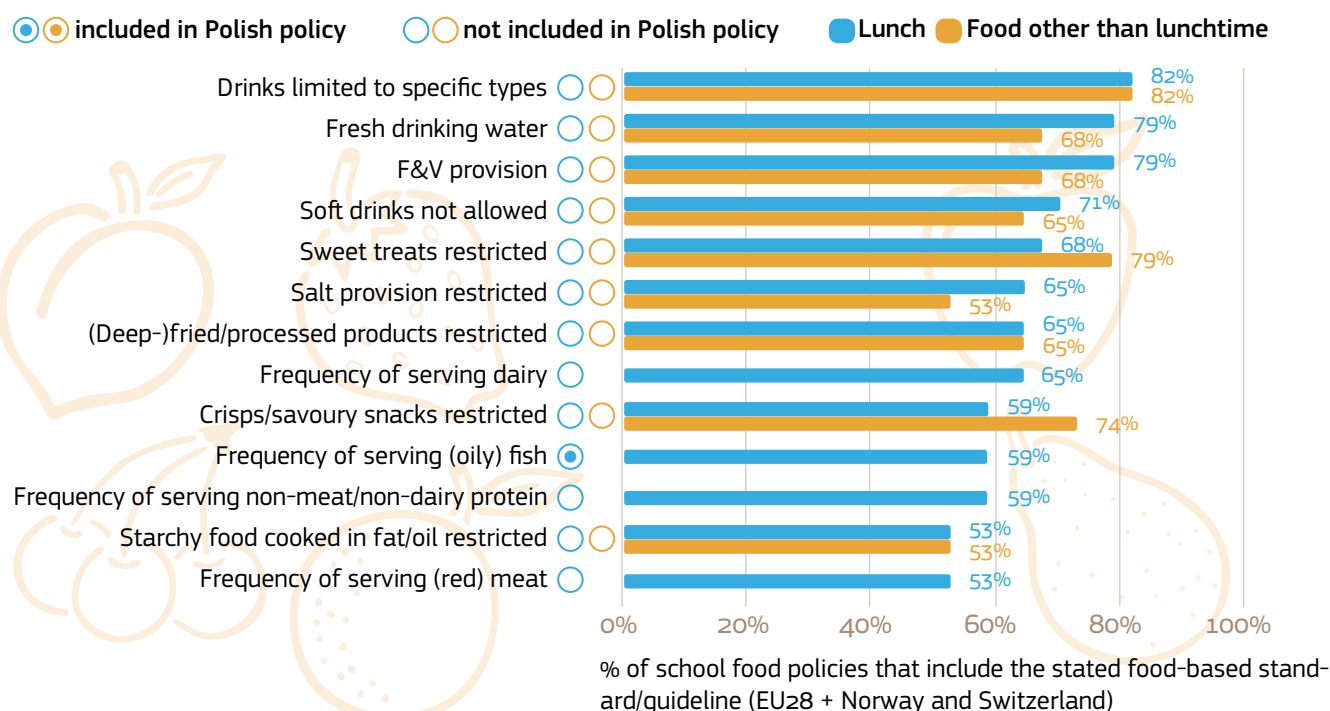 included in Polish policy not included in Polish policy Lunch Food other than lunchtime
Drinks limited to specific types 82%
82%
Fresh drinking water 79%
68%
F&V provision 79%
68%
Soft drinks not allowed 71%
65%
Sweet treats restricted 68%
79%
Salt provision restricted 65%
53%
(Deep-)fried/processed products restricted 65%
65%
Frequency of serving dairy 65%
Crisps/savoury snacks restricted 59%
74%
Frequency of serving (oily) fish 59%
Frequency of serving non-meat/non-dairy protein 59%
Starchy food cooked in fat/oil restricted 53%
53%
Frequency of serving (red) meat 53%
0% 20% 40% 60% 80% 100%
% of school food policies that include the stated food-based stand-
ard/guideline (EU28 + Norway and Switzerland)